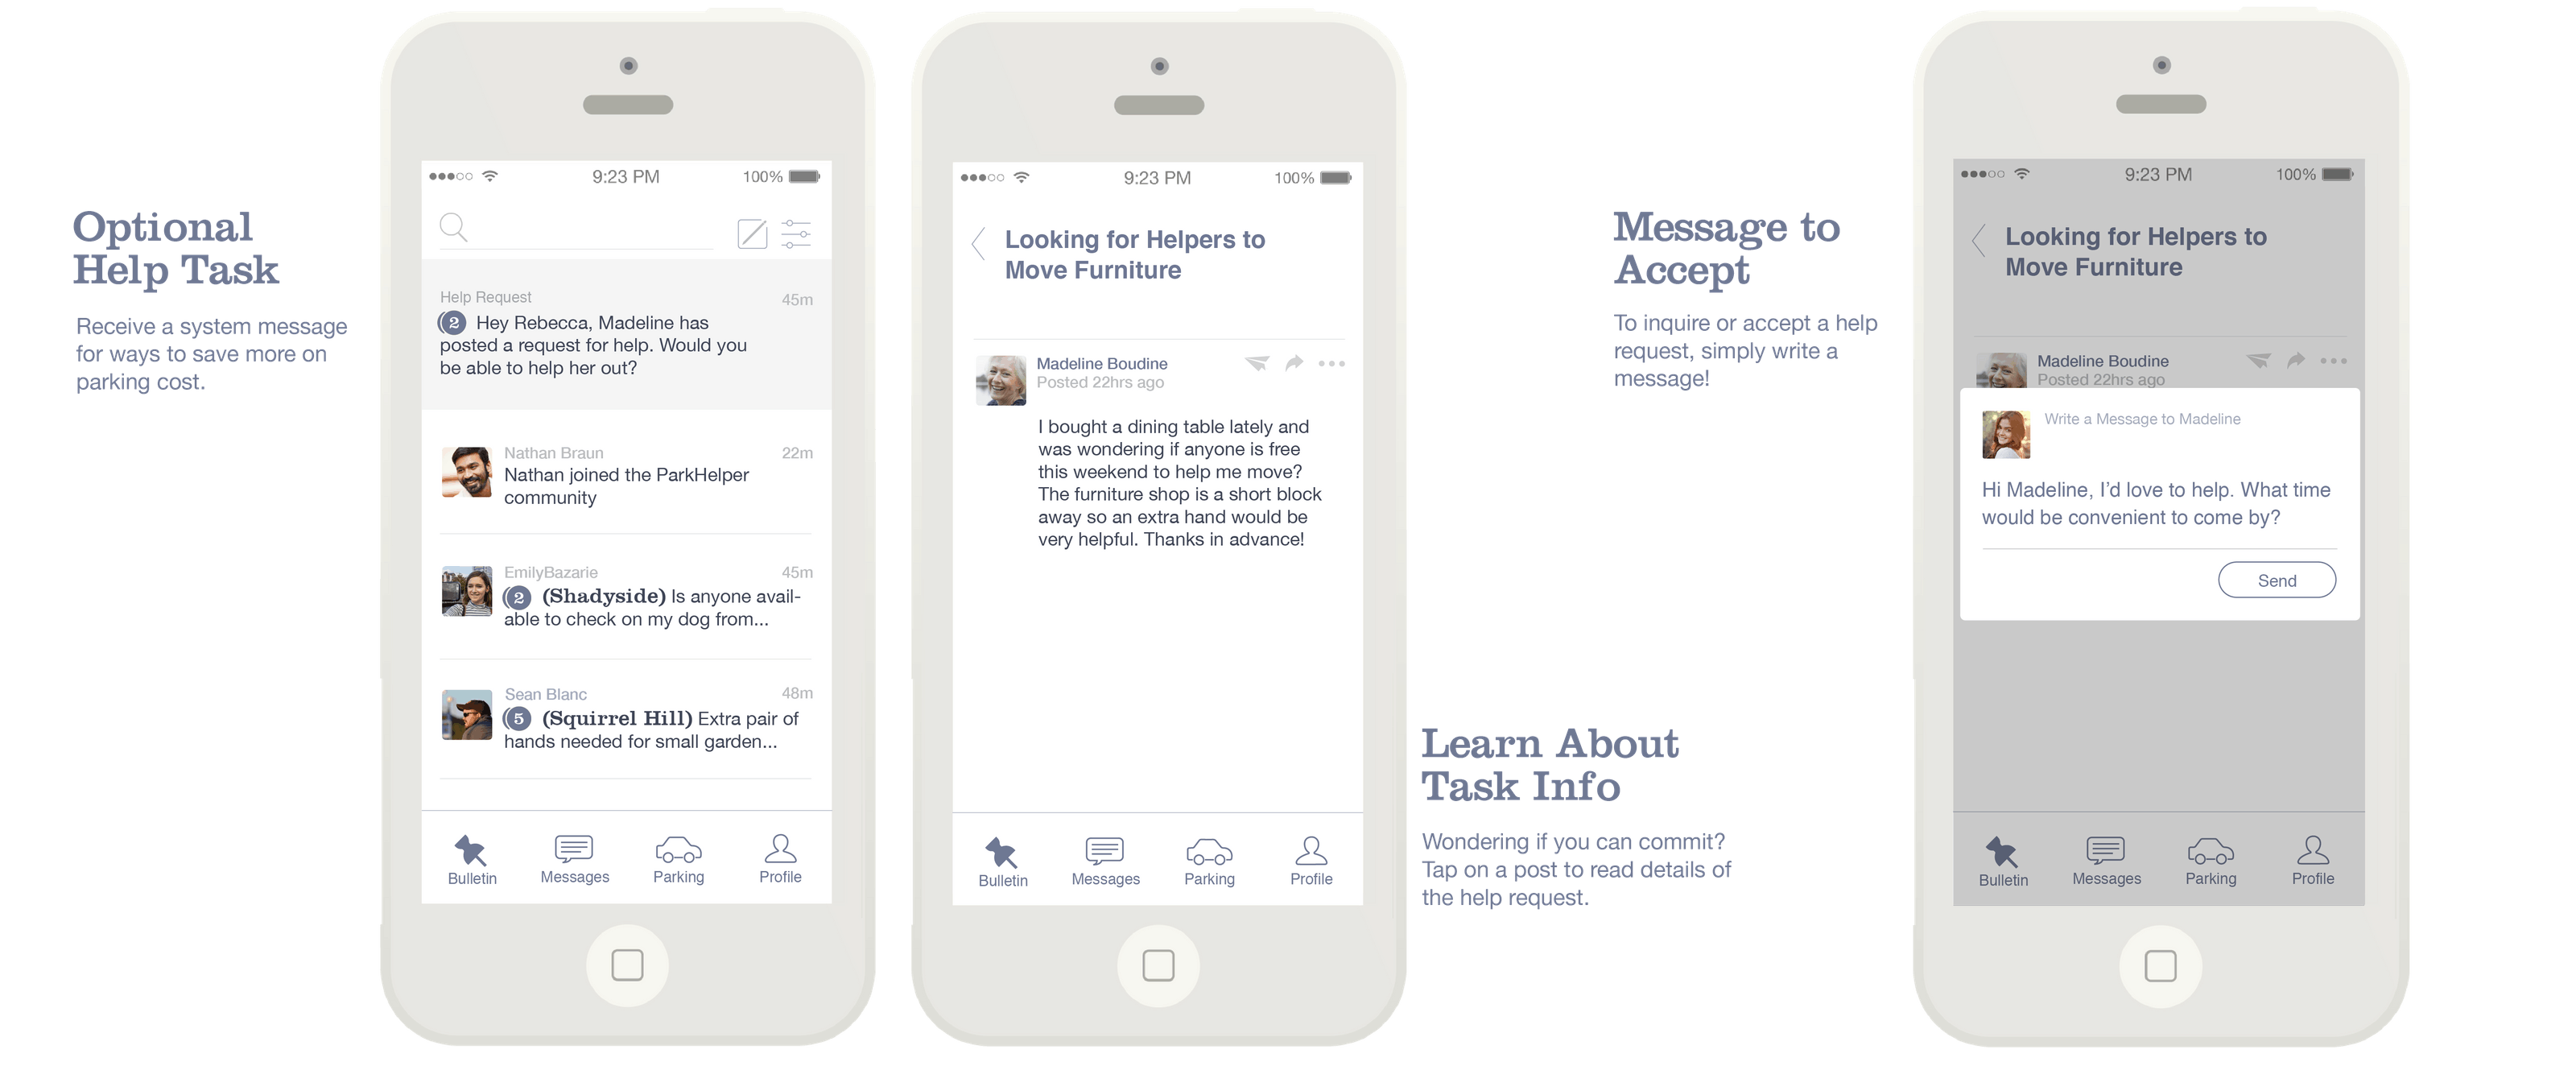 Optional
Help Task
Receive a system message
for ways to save more on
parking cost.
9:23 PM
100%
Help Request
45m
2 Hey Rebecca, Madeline has
posted a request for help. Would you
be able to help her out?
Nathan Braun
22m
Nathan joined the ParkHelper
community
EmilyBazarie
45m
2 (Shadyside) Is anyone avail-
able to check on my dog from...
Sean Blanc
48m
5 (Squirrel Hill) Extra pair of
hands needed for small garden...
Bulletin
Messages
Parking
Profile
9:23 PM
100%
Looking for Helpers to
Move Furniture
Madeline Boudine
Posted 22hrs ago
I bought a dining table lately and
was wondering if anyone is free
this weekend to help me move?
The furniture shop is a short block
away so an extra hand would be
very helpful. Thanks in advance!
Bulletin
Messages
Parking
Profile
Learn About
Task Info
Wondering if you can commit?
Tap on a post to read details of
the help request.
Message to
Accept
To inquire or accept a help
request, simply write a
message!
9:23 PM
100%
Looking for Helpers to
Move Furniture
Madeline Boudine
Posted 22hrs ago
Write a Message to Madeline
Hi Madeline, I’d love to help. What time
would be convenient to come by?
Send
Bulletin
Messages
Parking
Profile